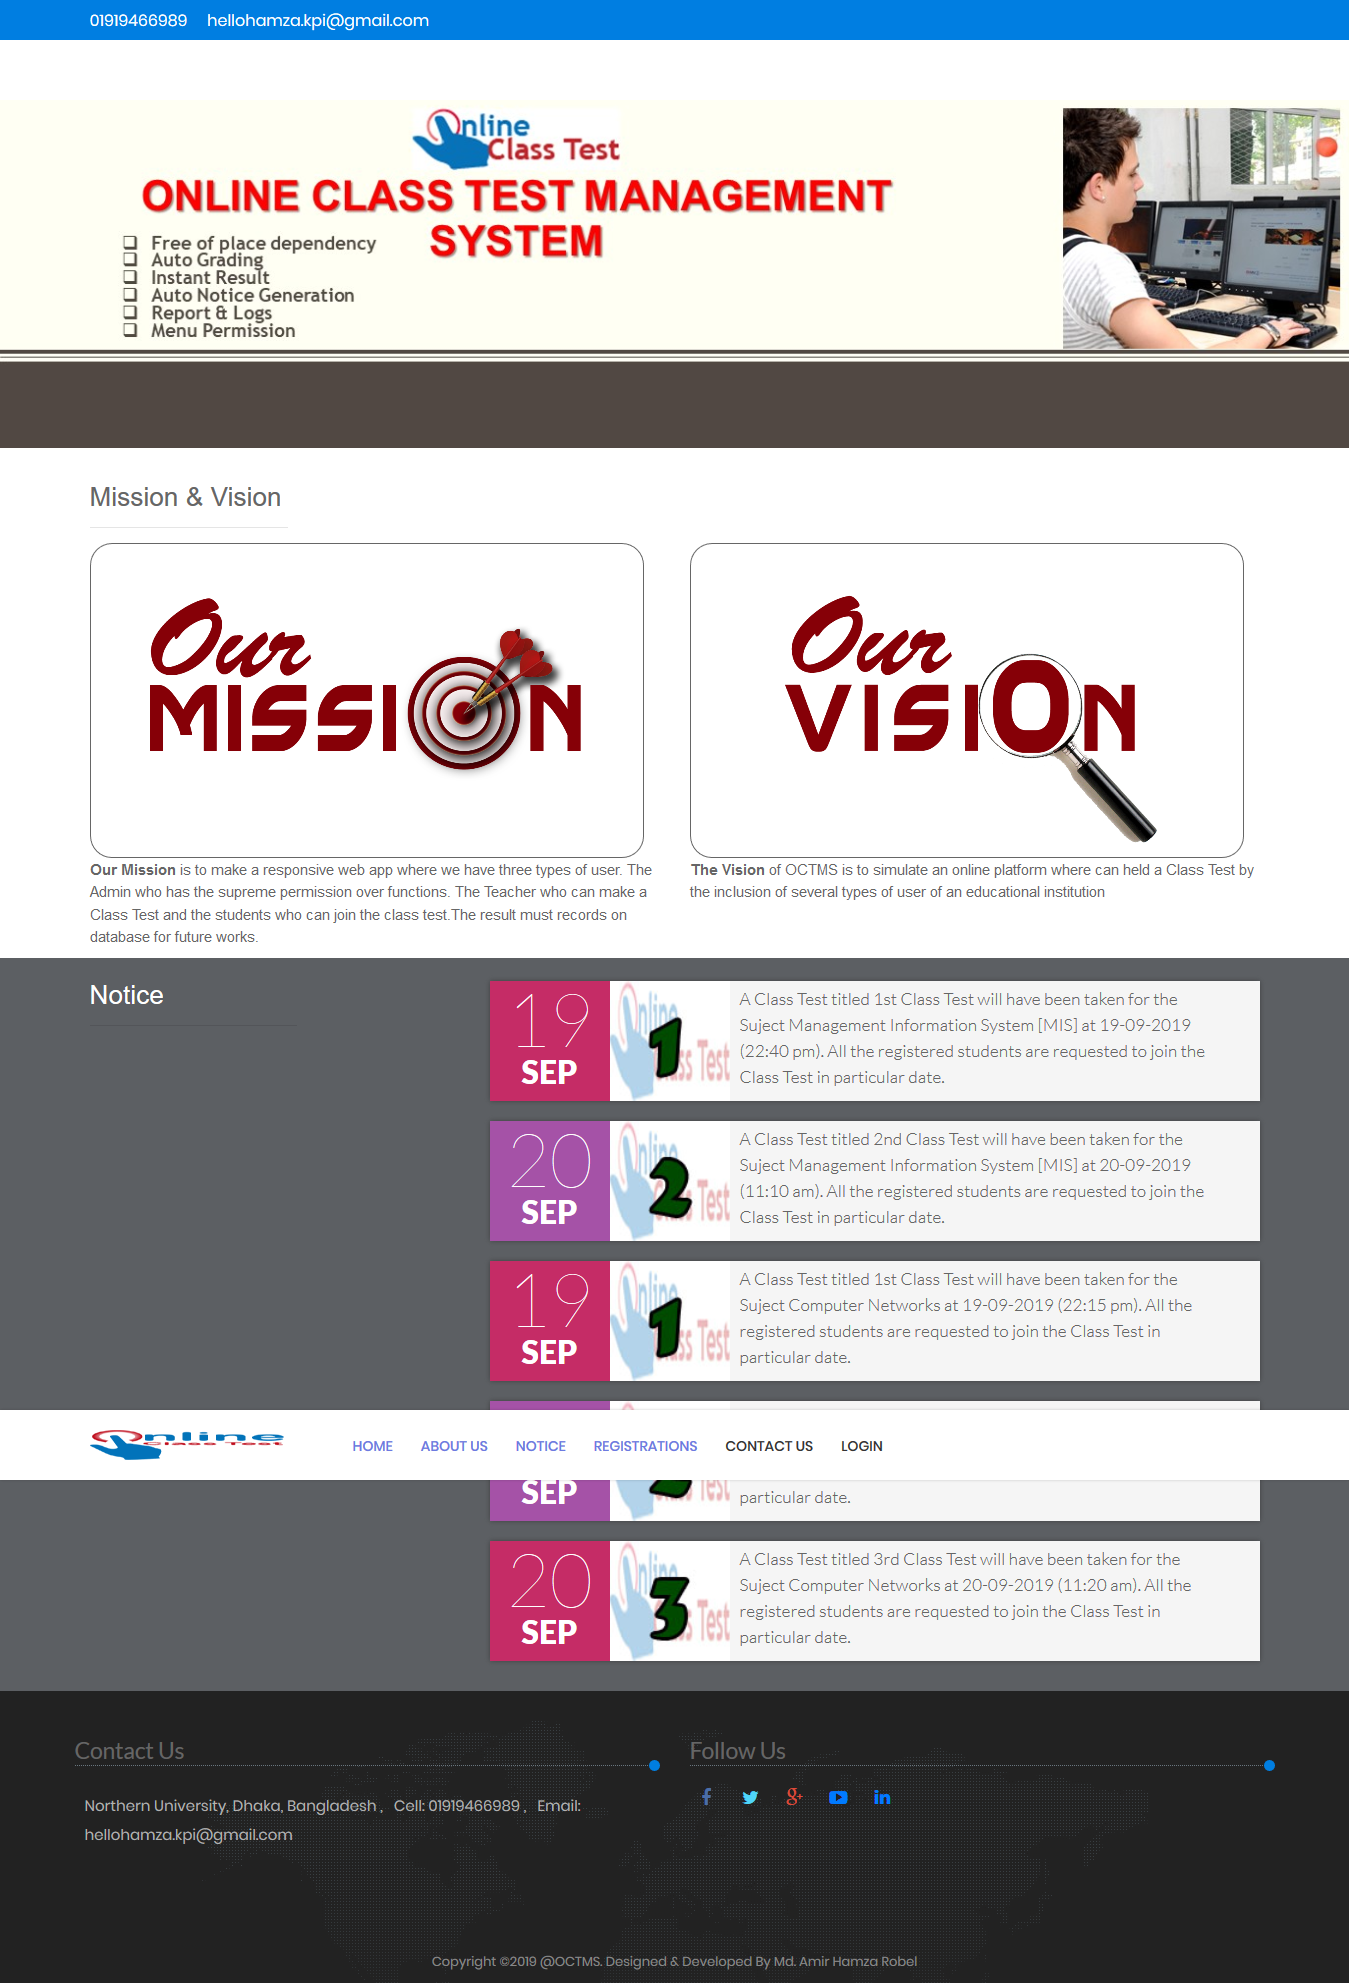 01919466989 hellohamza.kpi@gmail.com
Online
Class Test
ONLINE CLASS TEST MANAGEMENT
SYSTEM
Free of place dependency
Auto Grading
Instant Result
Auto Notice Generation
Report & Logs
Menu Permission
Mission & Vision
Our
MISSION
Our
VISION
Our Mission is to make a responsive web app where we have three types of user. The
Admin who has the supreme permission over functions. The Teacher who can make a
Class Test and the students who can join the class test.The result must records on
database for future works.
The Vision of OCTMS is to simulate an online platform where can held a Class Test by
the inclusion of several types of user of an educational institution
Notice
19
SEP
1
A Class Test titled 1st Class Test will have been taken for the
Suject Management Information System [MIS] at 19-09-2019
(22:40 pm). All the registered students are requested to join the
Class Test in particular date.
20
SEP
2
A Class Test titled 2nd Class Test will have been taken for the
Suject Management Information System [MIS] at 20-09-2019
(11:10 am). All the registered students are requested to join the
Class Test in particular date.
19
SEP
1
A Class Test titled 1st Class Test will have been taken for the
Suject Computer Networks at 19-09-2019 (22:15 pm). All the
registered students are requested to join the Class Test in
particular date.
Online
Class Test
HOME ABOUT US NOTICE REGISTRATIONS CONTACT US LOGIN
SEP
particular date.
20
SEP
3
A Class Test titled 3rd Class Test will have been taken for the
Suject Computer Networks at 20-09-2019 (11:20 am). All the
registered students are requested to join the Class Test in
particular date.
Contact Us
Northern University, Dhaka, Bangladesh , Cell: 01919466989 , Email:
hellohamza.kpi@gmail.com
Follow Us
Copyright ©2019 @OCTMS. Designed & Developed By Md. Amir Hamza Robel